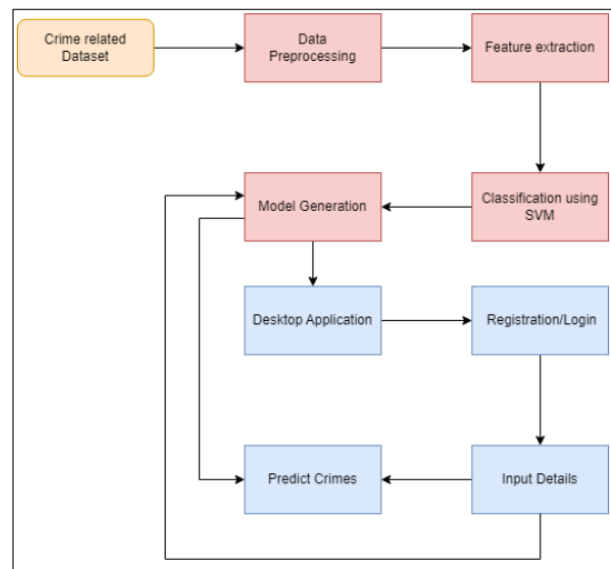 Crime related
Dataset
Data
Preprocessing
Feature extraction
Model Generation
Classification using
SVM
Desktop Application
Registration/Login
Predict Crimes
Input Details